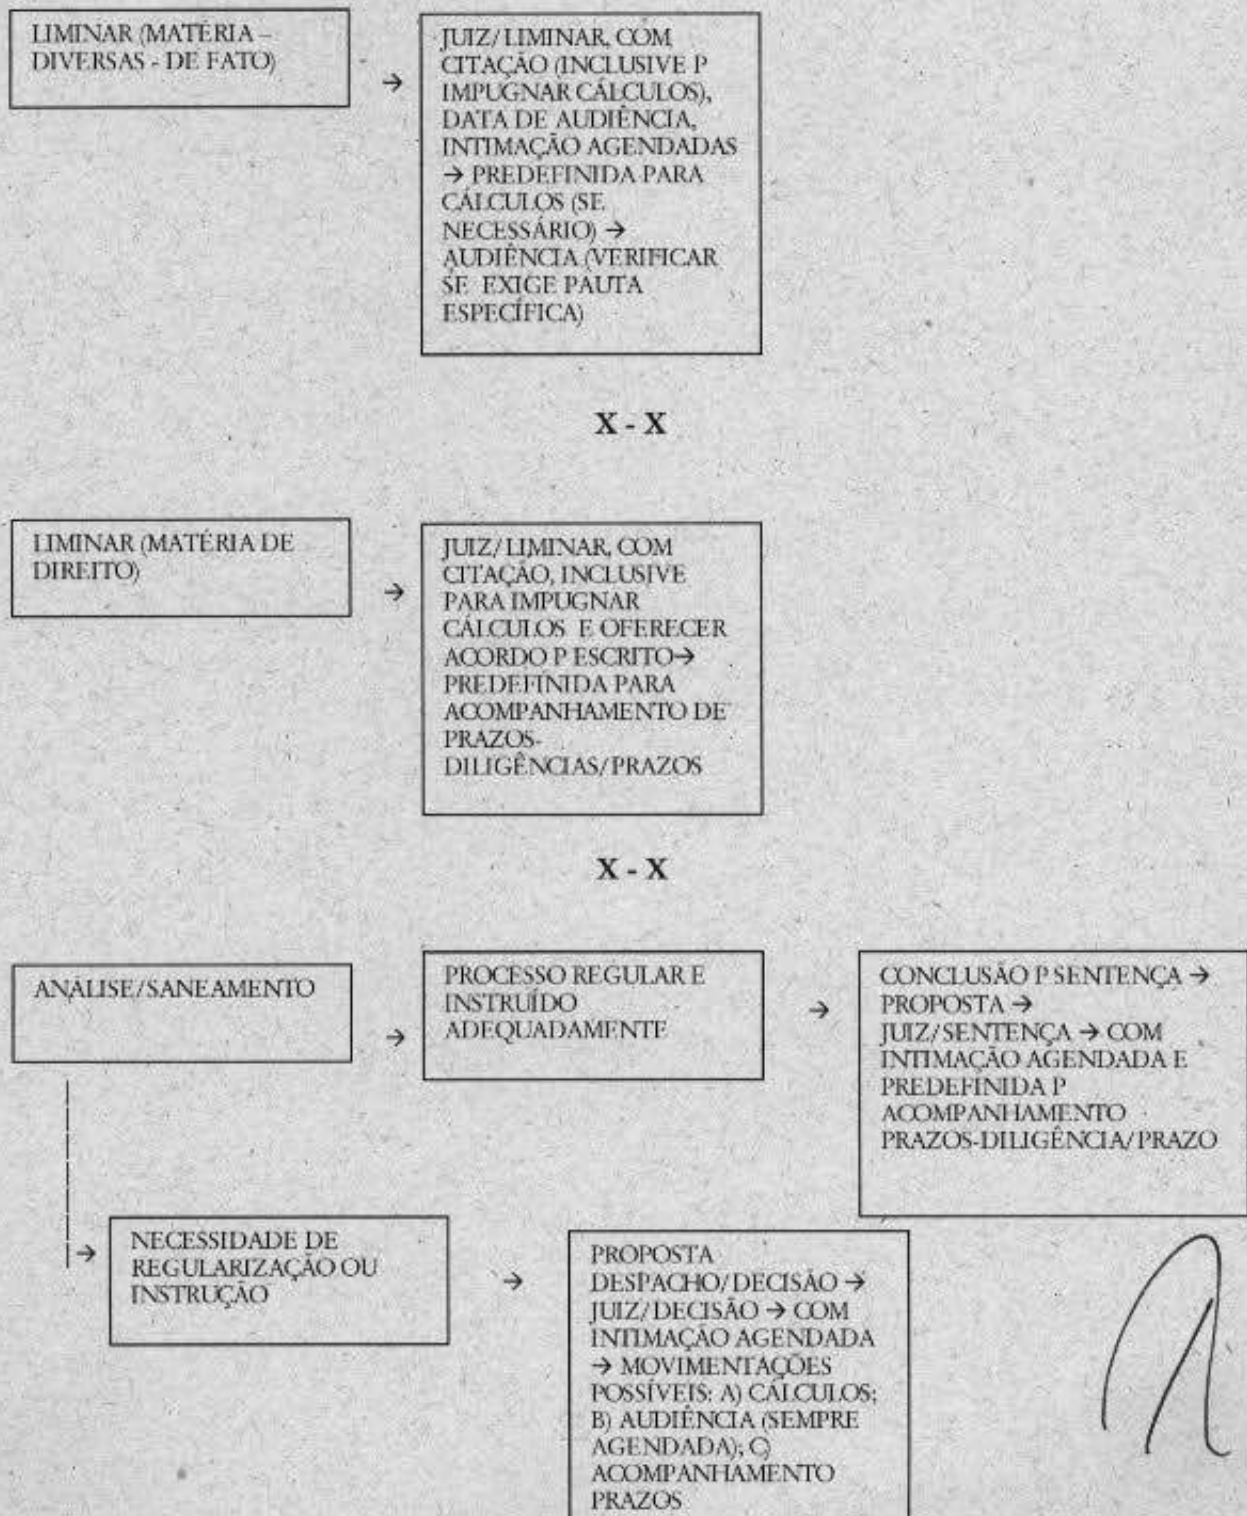 LIMINAR (MATÉRIA –
DIVERSAS - DE FATO)
→
JUIZ/LIMINAR, COM
CITAÇÃO (INCLUSIVE P
IMPUGNAR CÁLCULOS),
DATA DE AUDIÊNCIA,
INTIMAÇÃO AGENDADAS
→ PREDEFINIDA PARA
CÁLCULOS (SE
NECESSÁRIO) →
AUDIÊNCIA (VERIFICAR
SE EXIGE PAUTA
ESPECÍFICA)
X - X
LIMINAR (MATÉRIA DE
DIREITO)
→
JUIZ/LIMINAR, COM
CITAÇÃO, INCLUSIVE
PARA IMPUGNAR
CÁLCULOS E OFERECER
ACORDO P ESCRITO→
PREDEFINIDA PARA
ACOMPANHAMENTO DE
PRAZOS-
DILIGÊNCIAS/PRAZOS
X - X
ANÁLISE/SANEAMENTO
→
PROCESSO REGULAR E
INSTRUÍDO
ADEQUADAMENTE
→
CONCLUSÃO P SENTENÇA →
PROPOSTA →
JUIZ/SENTENÇA → COM
INTIMAÇÃO AGENDADA E
PREDEFINIDA P
ACOMPANHAMENTO
PRAZOS-DILIGÊNCIA/PRAZO
→
NECESSIDADE DE
REGULARIZAÇÃO OU
INSTRUÇÃO
→
PROPOSTA
DESPACHO/DECISÃO →
JUIZ/DECISÃO → COM
INTIMAÇÃO AGENDADA
→ MOVIMENTAÇÕES
POSSÍVEIS: A) CÁLCULOS;
B) AUDIÊNCIA (SEMPRE
AGENDADA); C)
ACOMPANHAMENTO
PRAZOS